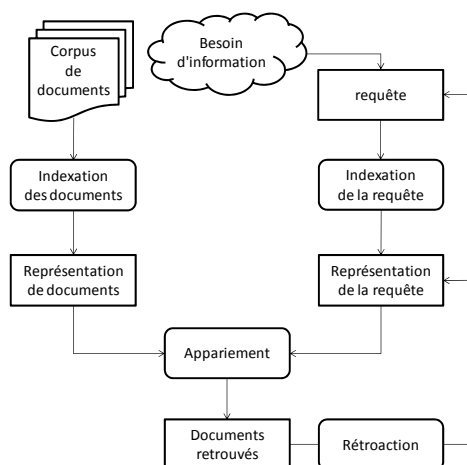 Corpus
de
documents
Besoin
d'information
requête
Indexation
des documents
Indexation
de la requête
Représentation
de documents
Représentation
de la requête
Appariement
Documents
retrouvés
Rétroaction